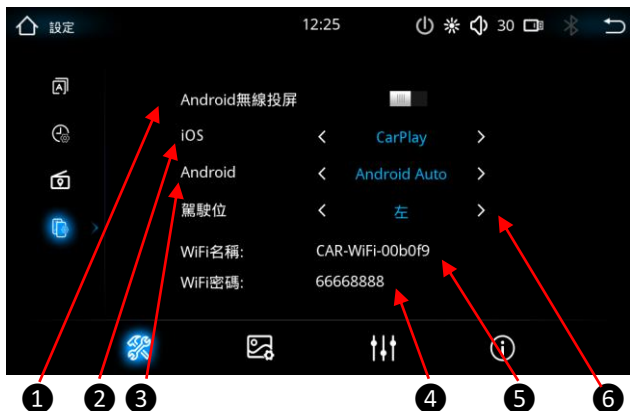 設定 12:25 30
Android無線投屏
iOS < CarPlay >
Android < Android Auto >
駕駛位 < 左 >
WiFi名稱: CAR-WiFi-00b0f9
WiFi密碼: 66668888
1 2 3 4 5 6